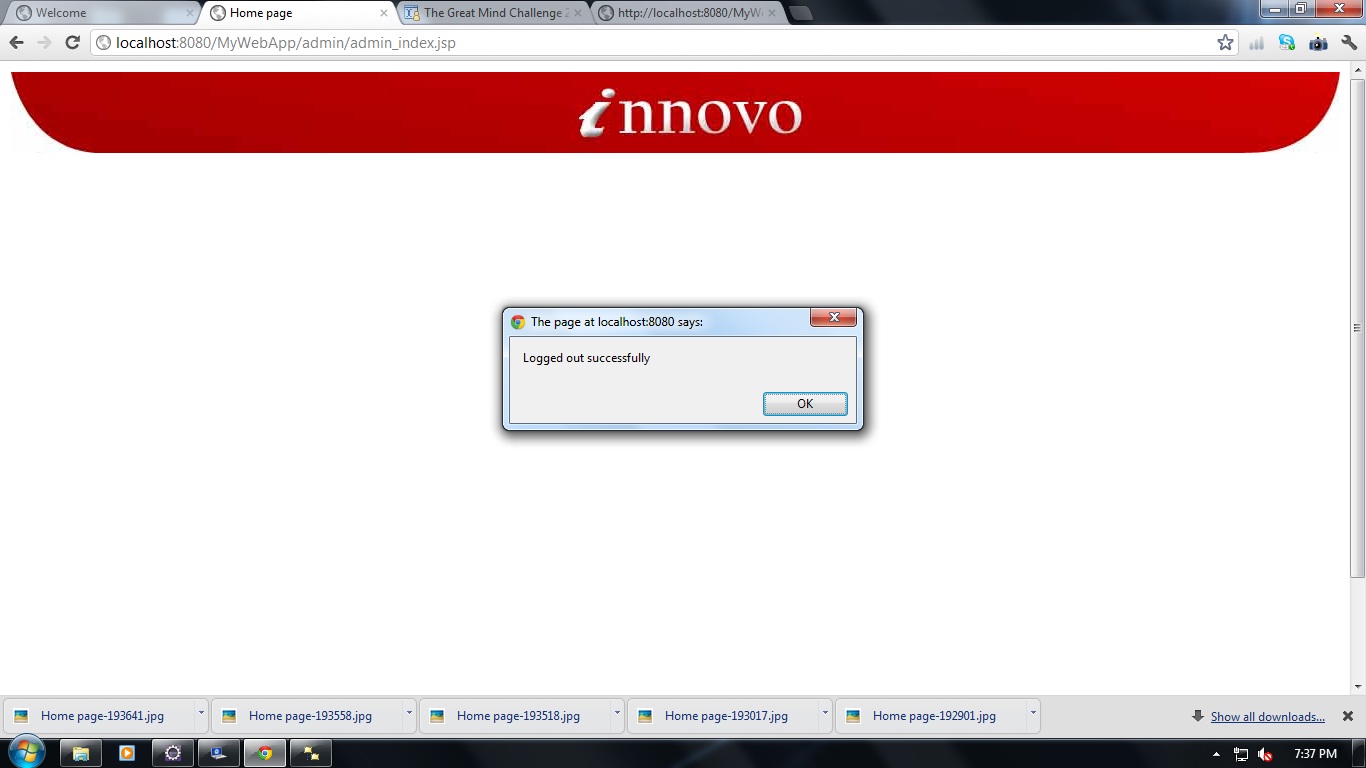 Welcome
Home page
The Great Mind Challenge 2
http://localhost:8080/MyWe
localhost:8080/MyWebApp/admin/admin_index.jsp
innovo
The page at localhost:8080 says:
Logged out successfully
OK
Home page-193641.jpg
Home page-193558.jpg
Home page-193518.jpg
Home page-193017.jpg
Home page-192901.jpg
Show all downloads...
7:37 PM